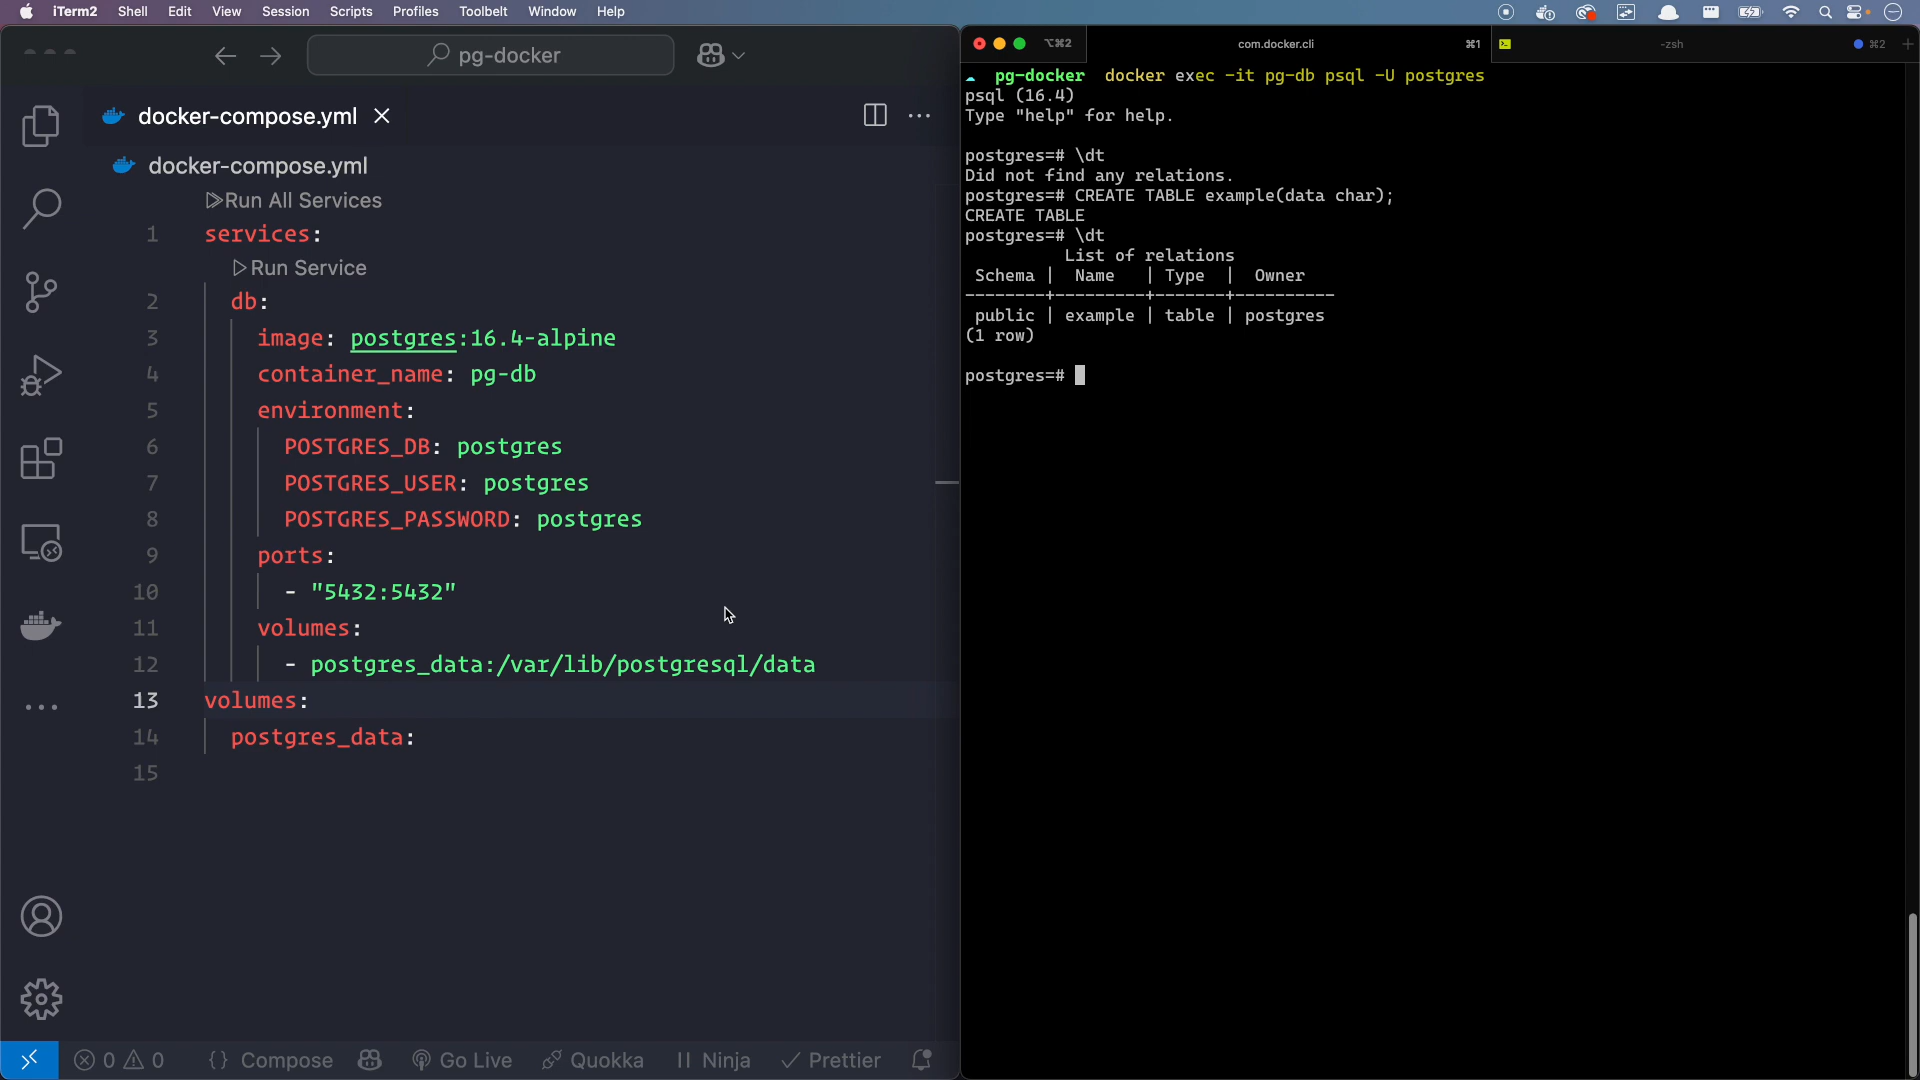 iTerm2 Shell Edit View Session Scripts Profiles Toolbelt Window Help
pg-docker
docker-compose.yml
docker-compose.yml
Run All Services
1 services:
Run Service
2 db:
3 image: postgres:16.4-alpine
4 container_name: pg-db
5 environment:
6 POSTGRES_DB: postgres
7 POSTGRES_USER: postgres
8 POSTGRES_PASSWORD: postgres
9 ports:
10 - "5432:5432"
11 volumes:
12 - postgres_data:/var/lib/postgresql/data
13 volumes:
14 postgres_data:
15
0 0 {} Compose Go Live Quokka Ninja Prettier
⌥⌘2 com.docker.cli ⌘1 -zsh ⌘2 +
pg-docker docker exec -it pg-db psql -U postgres
psql (16.4)
Type "help" for help.
postgres=# \dt
Did not find any relations.
postgres=# CREATE TABLE example(data char);
CREATE TABLE
postgres=# \dt
List of relations
Schema | Name | Type | Owner
--------+---------+-------+----------
public | example | table | postgres
(1 row)
postgres=#